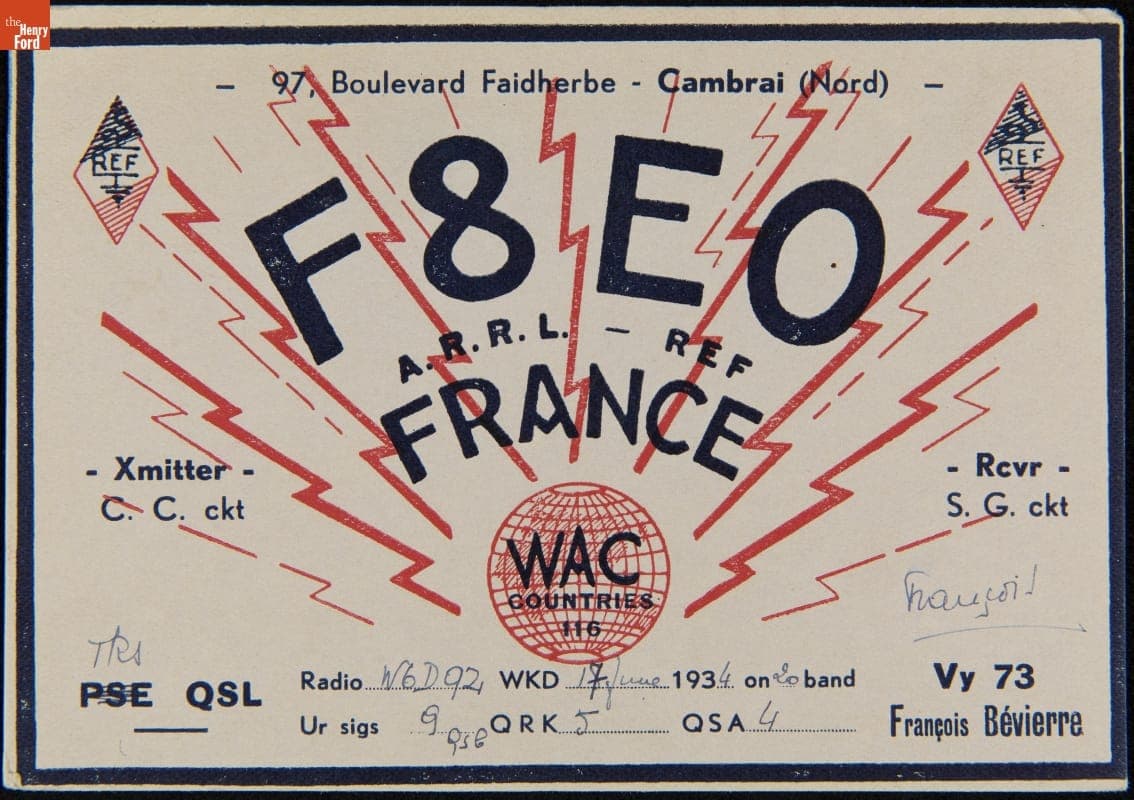 the Henry Ford
- 97, Boulevard Faidherbe - Cambrai (Nord) -
REF
REF
F8EO
A.R.R.L. - REF
FRANCE
- Xmitter -
C. C. ckt
- Rcvr -
S. G. ckt
WAC
COUNTRIES
116
François
Tks
PSE QSL
Radio W6DQZ WKD 17 June 1934 on 20 band
Ur sigs 9 QSB QRK 5 QSA 4
Vy 73
François Bévierre